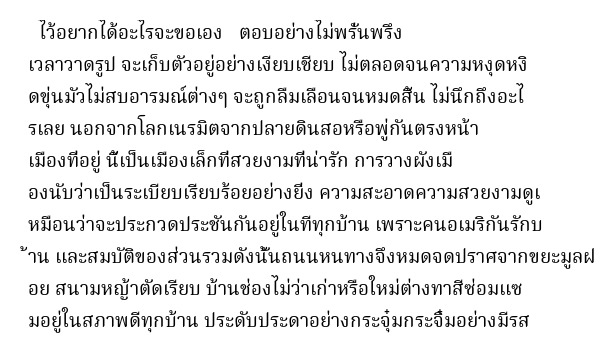 ไว้อยากได้อะไรจะขอเอง   ตอบอย่างไม่พรั่นพรึง
เวลาวาดรูป จะเก็บตัวอยู่อย่างเงียบเชียบ ไม่ตลอดจนความหงุดหงิ
ดขุ่นมัวไม่สบอารมณ์ต่างๆ จะถูกลืมเลือนจนหมดสิ้น ไม่นึกถึงอะไ
รเลย นอกจากโลกเนรมิตจากปลายดินสอหรือพู่กันตรงหน้า
เมืองที่อยู่ นี้เป็นเมืองเล็กที่สวยงามที่น่ารัก การวางผังเมื
องนับว่าเป็นระเบียบเรียบร้อยอย่างยิ่ง ความสะอาดความสวยงามดูเ
หมือนว่าจะประกวดประชันกันอยู่ในที่ทุกบ้าน เพราะคนอเมริกันรักบ
้าน และสมบัติของส่วนรวมดังนั้นถนนหนทางจึงหมดจดปราศจากขยะมูลฝ
อย สนามหญ้าตัดเรียบ บ้านช่องไม่ว่าเก่าหรือใหม่ต่างทาสีซ่อมแซ
มอยู่ในสภาพดีทุกบ้าน ประดับประดาอย่างกระจุ๋มกระจิ๋มอย่างมีรส